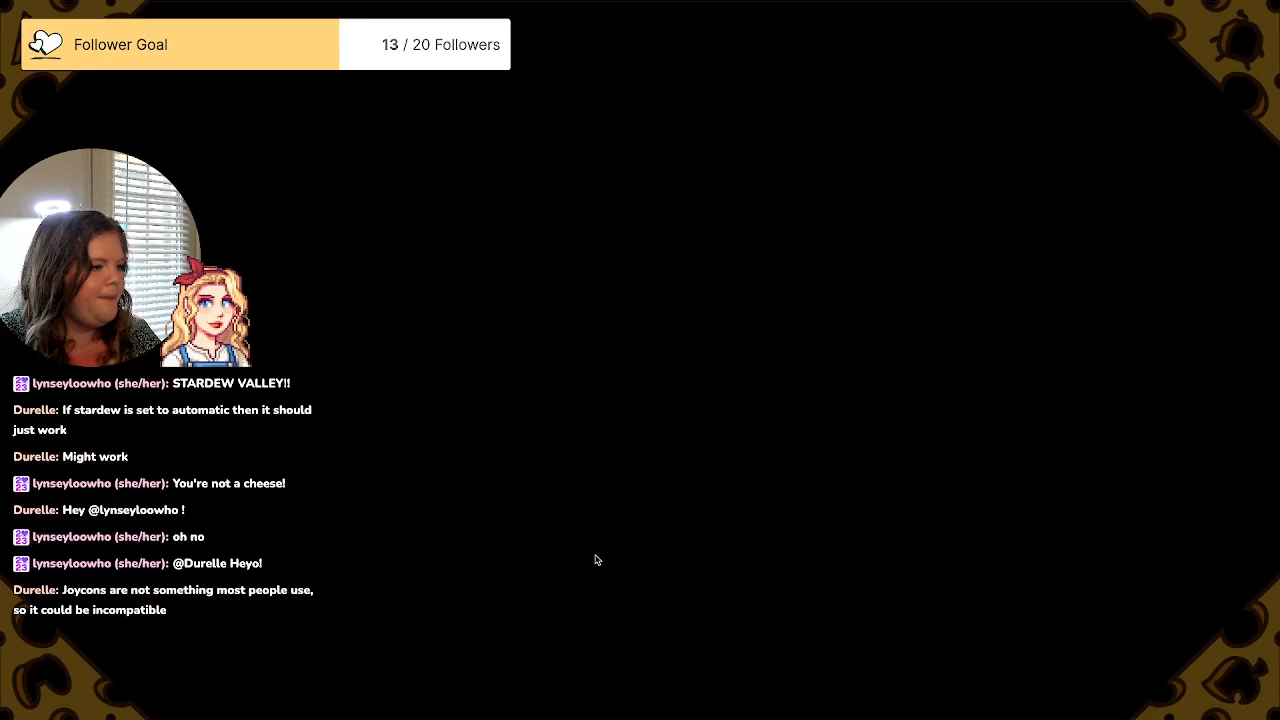 Follower Goal
13 / 20 Followers
lynseyloowho (she/her): STARDEW VALLEY!!
Durelle: If stardew is set to automatic then it should
just work
Durelle: Might work
lynseyloowho (she/her): You're not a cheese!
Durelle: Hey @lynseyloowho !
lynseyloowho (she/her): oh no
lynseyloowho (she/her): @Durelle Heyo!
Durelle: Joycons are not something most people use,
so it could be incompatible